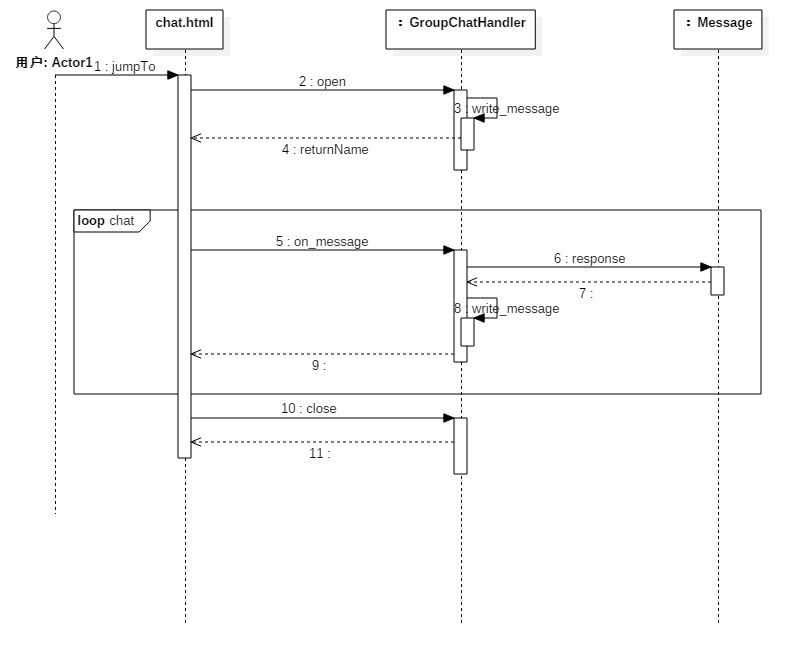 chat.html
: GroupChatHandler
: Message
用户: Actor1
1 : jumpTo
2 : open
3 : write_message
4 : returnName
loop chat
5 : on_message
6 : response
7 :
8 : write_message
9 :
10 : close
11 :